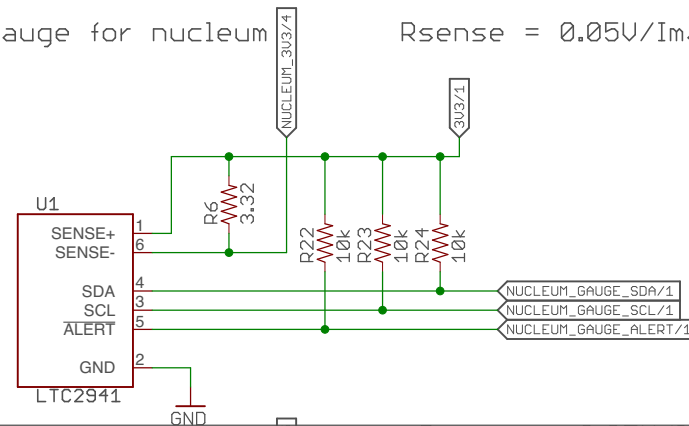 auge for nucleum
Rsense = 0.05V/Im
NUCLEUM_3V3/4
3V3/1
U1
SENSE+
1
SENSE-
6
R6
3.32
R22
10k
R23
10k
R24
10k
SDA
4
NUCLEUM_GAUGE_SDA/1
SCL
3
NUCLEUM_GAUGE_SCL/1
ALERT
5
NUCLEUM_GAUGE_ALERT/1
GND
2
LTC2941
GND